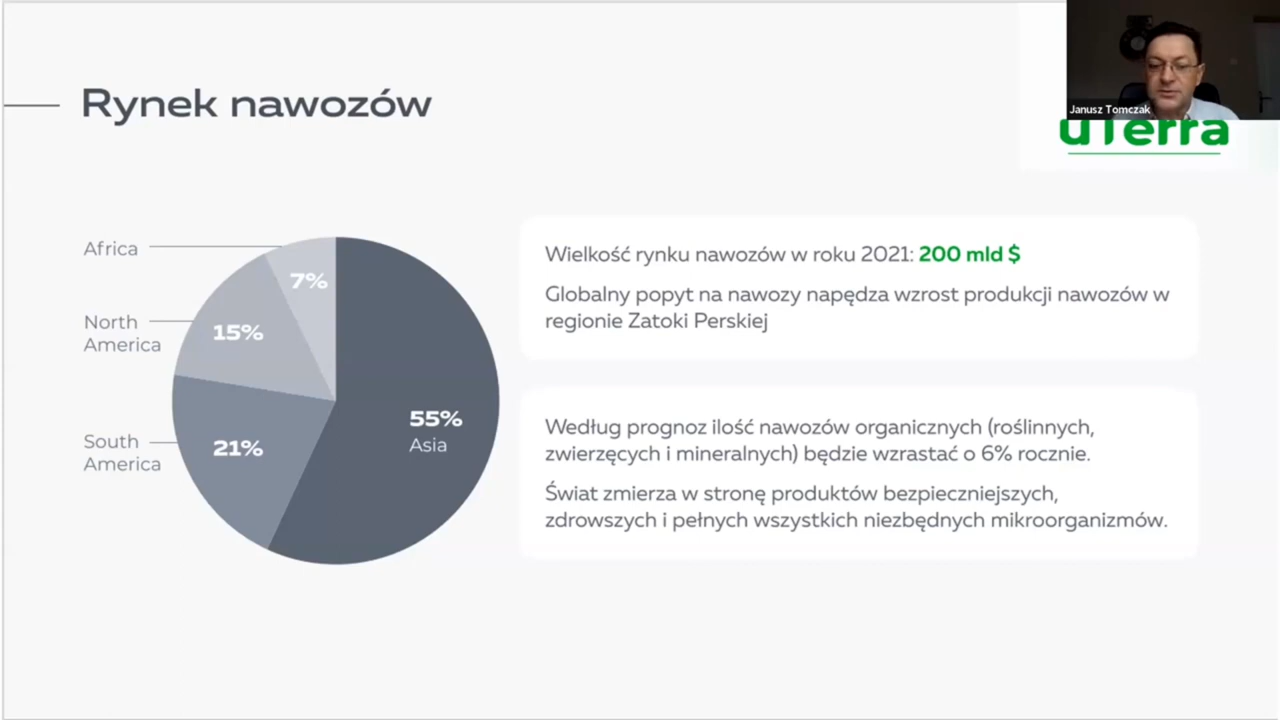 Janusz Tomczak
uTerra
Rynek nawozów
Africa
7%
North
America
15%
South
America
21%
55%
Asia
Wielkość rynku nawozów w roku 2021: 200 mld $
Globalny popyt na nawozy napędza wzrost produkcji nawozów w
regionie Zatoki Perskiej
Według prognoz ilość nawozów organicznych (roślinnych,
zwierzęcych i mineralnych) będzie wzrastać o 6% rocznie.
Świat zmierza w stronę produktów bezpieczniejszych,
zdrowszych i pełnych wszystkich niezbędnych mikroorganizmów.